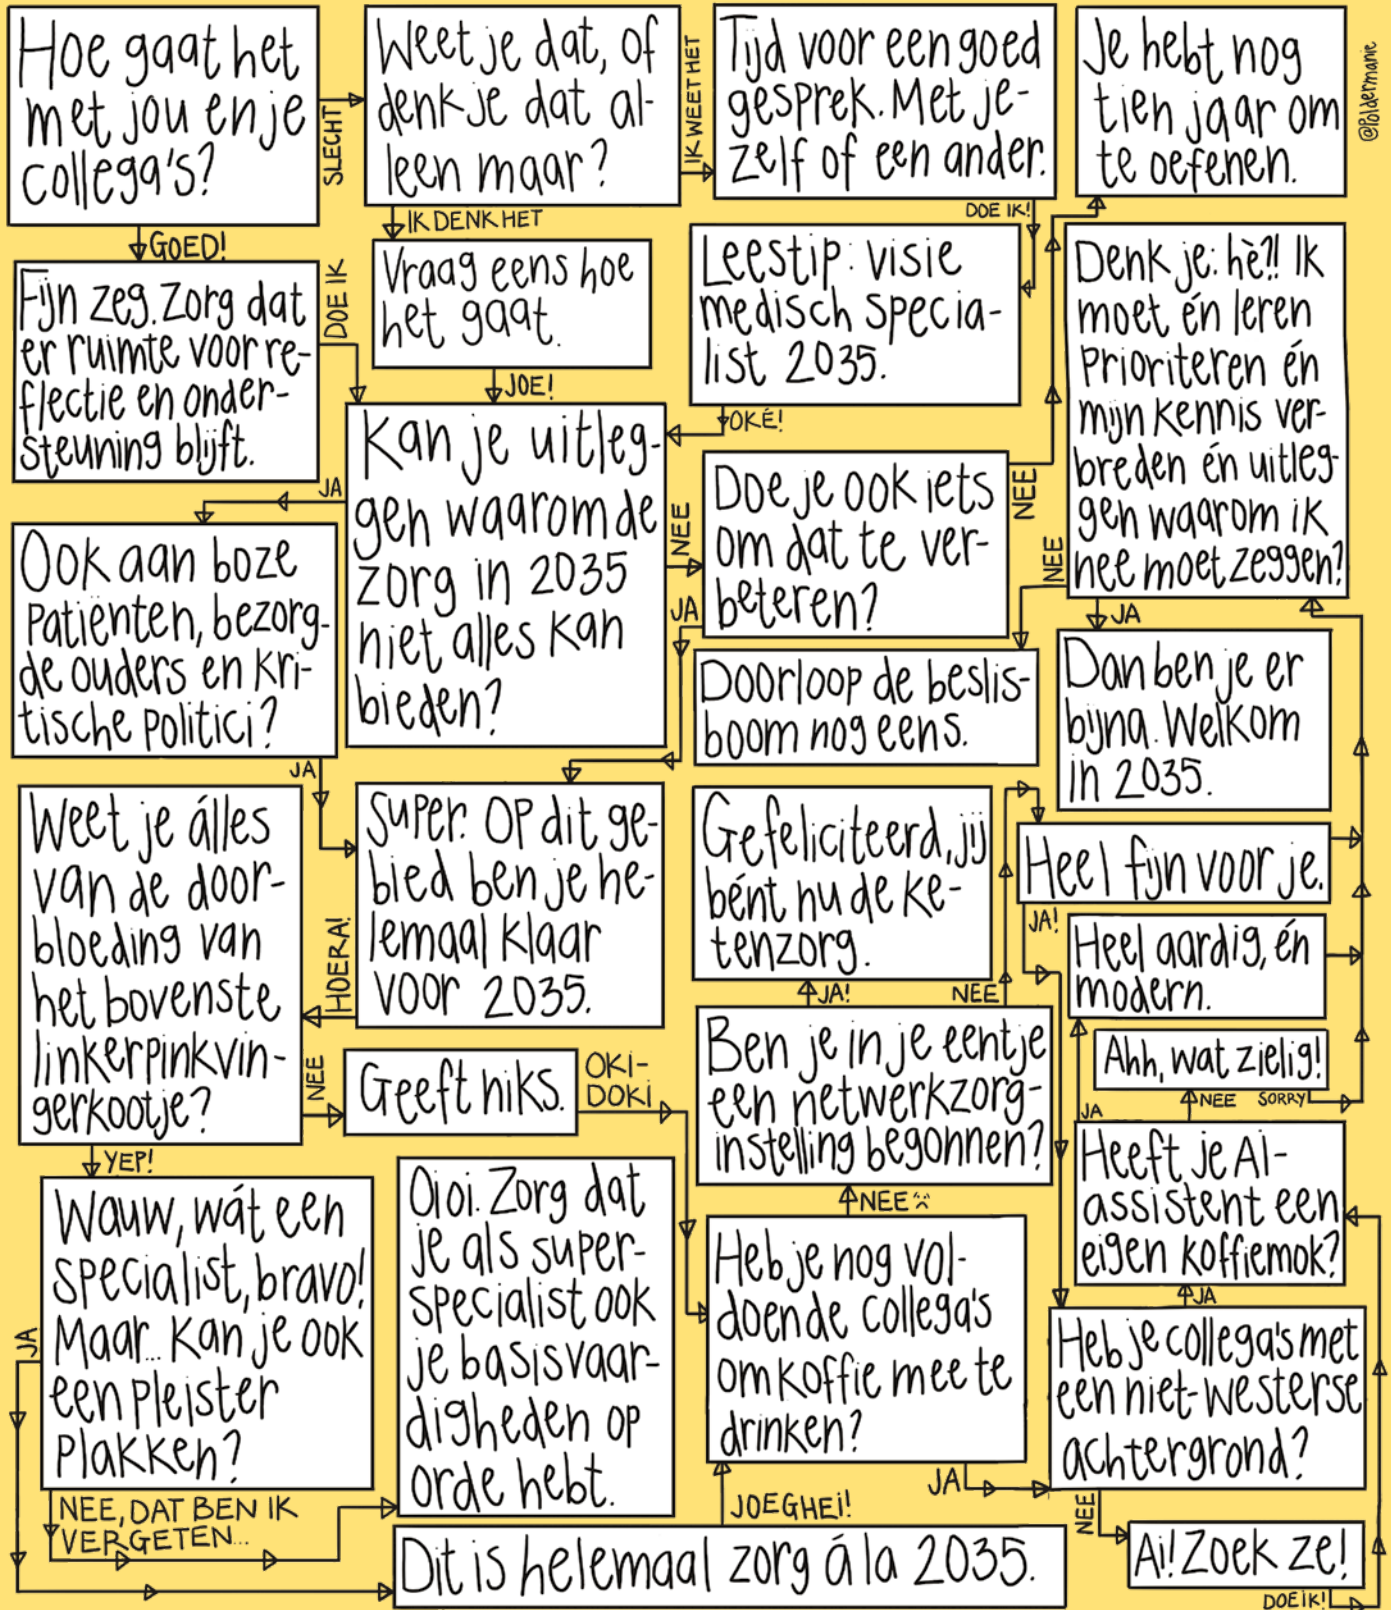 Hoe gaat het
met jou en je
collega's?
SLECHT
GOED!
Weet je dat, of
denk je dat al-
leen maar?
IK WEET HET
IK DENK HET
Tijd voor een goed
gesprek. Met je-
zelf of een ander.
DOE IK!
Je hebt nog
tien jaar om
te oefenen.
@Poldermanie
Fijn zeg. Zorg dat
er ruimte voor re-
flectie en onder-
steuning blijft.
DOE IK
Vraag eens hoe
het gaat.
JOE!
Leestip: visie
medisch specia-
list 2035.
OKÉ!
Denk je: hè?!! Ik
moet én leren
prioriteren én
mijn kennis ver-
breden én uitleg-
gen waarom ik
nee moet zeggen?
NEE
JA
Kan je uitleg-
gen waarom de
zorg in 2035
niet alles kan
bieden?
JA
NEE
Doe je ook iets
om dat te ver-
beteren?
NEE
JA
Ook aan boze
patiënten, bezorg-
de ouders en kri-
tische politici?
JA
Doorloop de beslis-
boom nog eens.
Dan ben je er
bijna. Welkom
in 2035.
Weet je álles
van de door-
bloeding van
het bovenste
linkerpinkvin-
gerkootje?
NEE
YEP!
Super. Op dit ge-
bied ben je he-
lemaal klaar
voor 2035.
HOERA!
Gefeliciteerd, jij
bént nu de ke-
tenzorg.
Heel fijn voor je.
JA!
Heel aardig, én
modern.
Ahh, wat zielig!
SORRY
Geeft niks.
OKI-
DOKI
Ben je in je eentje
een netwerkzorg-
instelling begonnen?
JA!
NEE
Heeft je AI-
assistent een
eigen koffiemok?
JA
NEE
Wauw, wát een
specialist, bravo!
Maar... Kan je ook
een pleister
plakken?
JA
NEE, DAT BEN IK
VERGETEN...
Oioi. Zorg dat
je als super-
specialist ook
je basisvaar-
digheden op
orde hebt.
Heb je nog vol-
doende collega's
om koffie mee te
drinken?
NEE
JA
Heb je collega's met
een niet-westerse
achtergrond?
JA
NEE
Dit is helemaal zorg á la 2035.
JOEGHEI!
Ai! Zoek ze!
DOE IK!